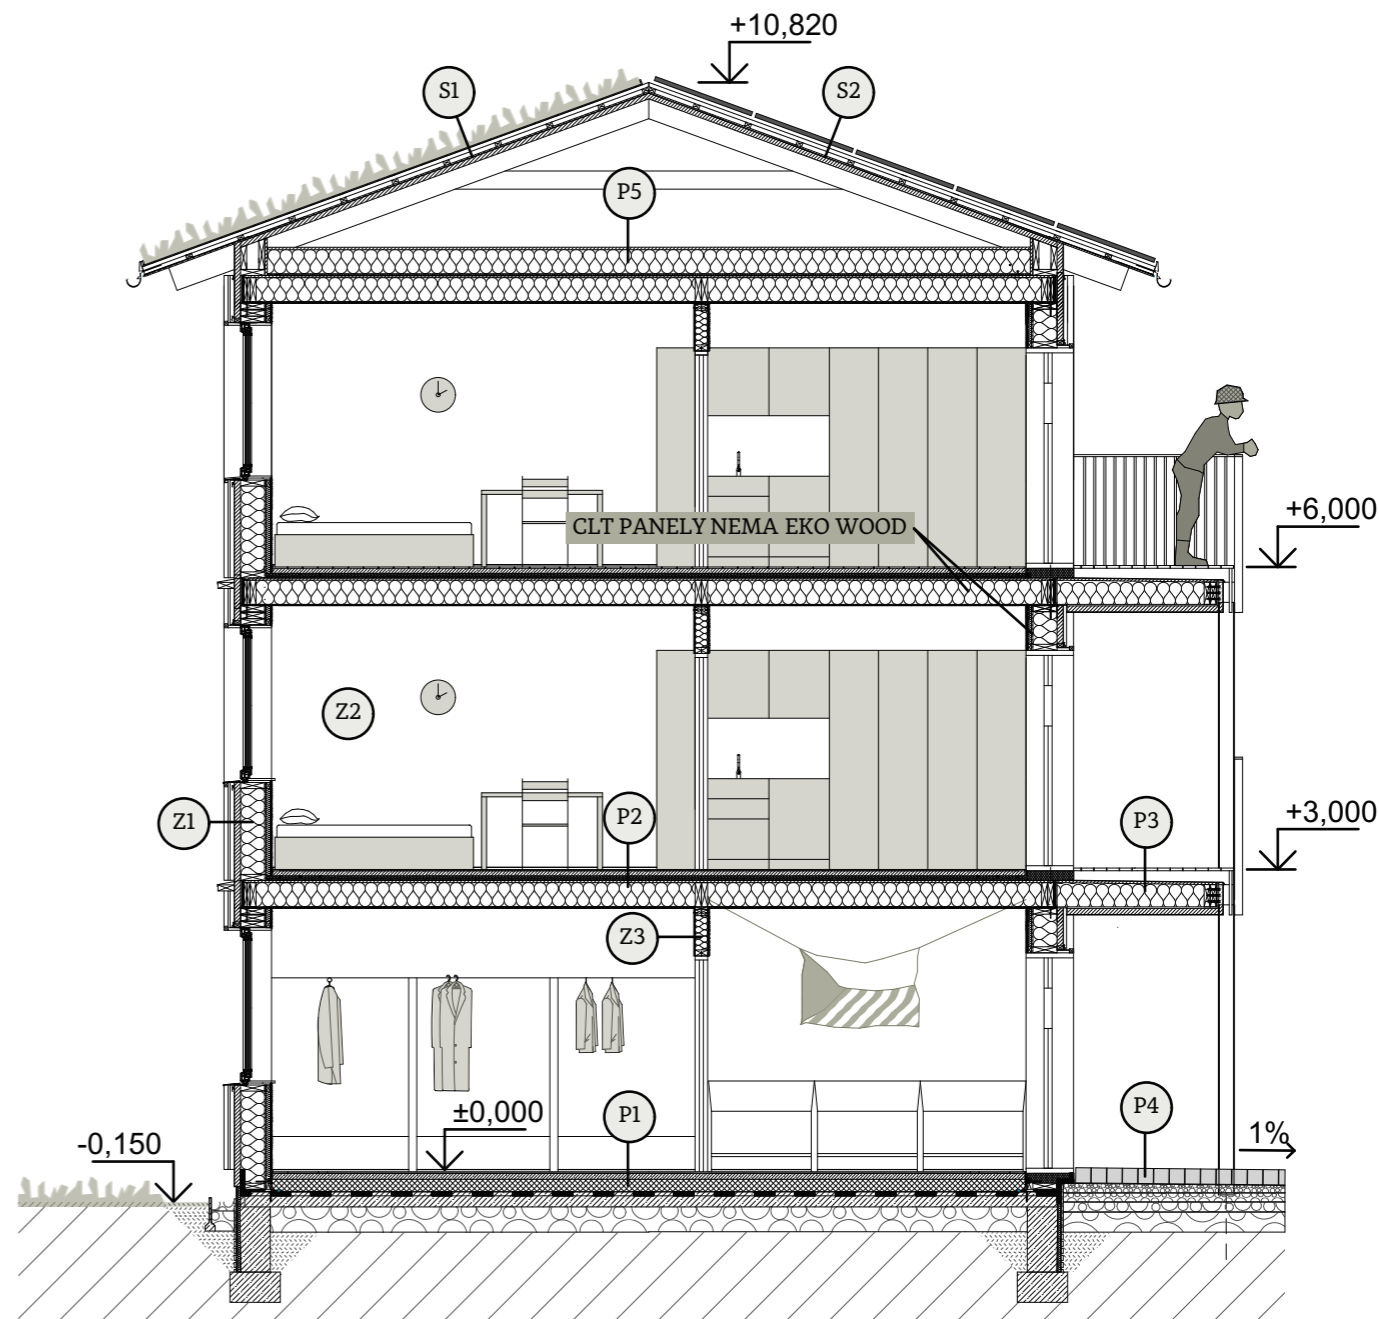 +10,820
S1
S2
P5
+6,000
CLT PANELY NEMA EKO WOOD
Z2
Z1
P2
P3
+3,000
Z3
±0,000
P1
P4
-0,150
1%